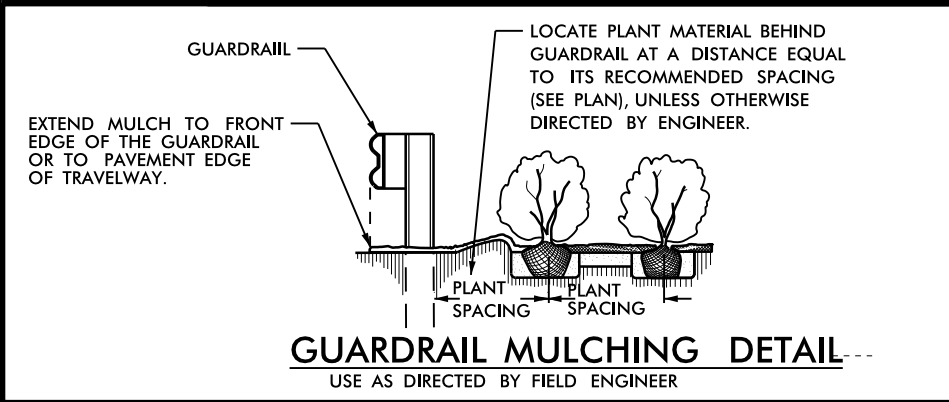 GUARDRAIL
LOCATE PLANT MATERIAL BEHIND
GUARDRAIL AT A DISTANCE EQUAL
TO ITS RECOMMENDED SPACING
(SEE PLAN), UNLESS OTHERWISE
DIRECTED BY ENGINEER.
EXTEND MULCH TO FRONT
EDGE OF THE GUARDRAIL
OR TO PAVEMENT EDGE
OF TRAVELWAY.
PLANT
SPACING
PLANT
SPACING
GUARDRAIL MULCHING DETAIL
USE AS DIRECTED BY FIELD ENGINEER